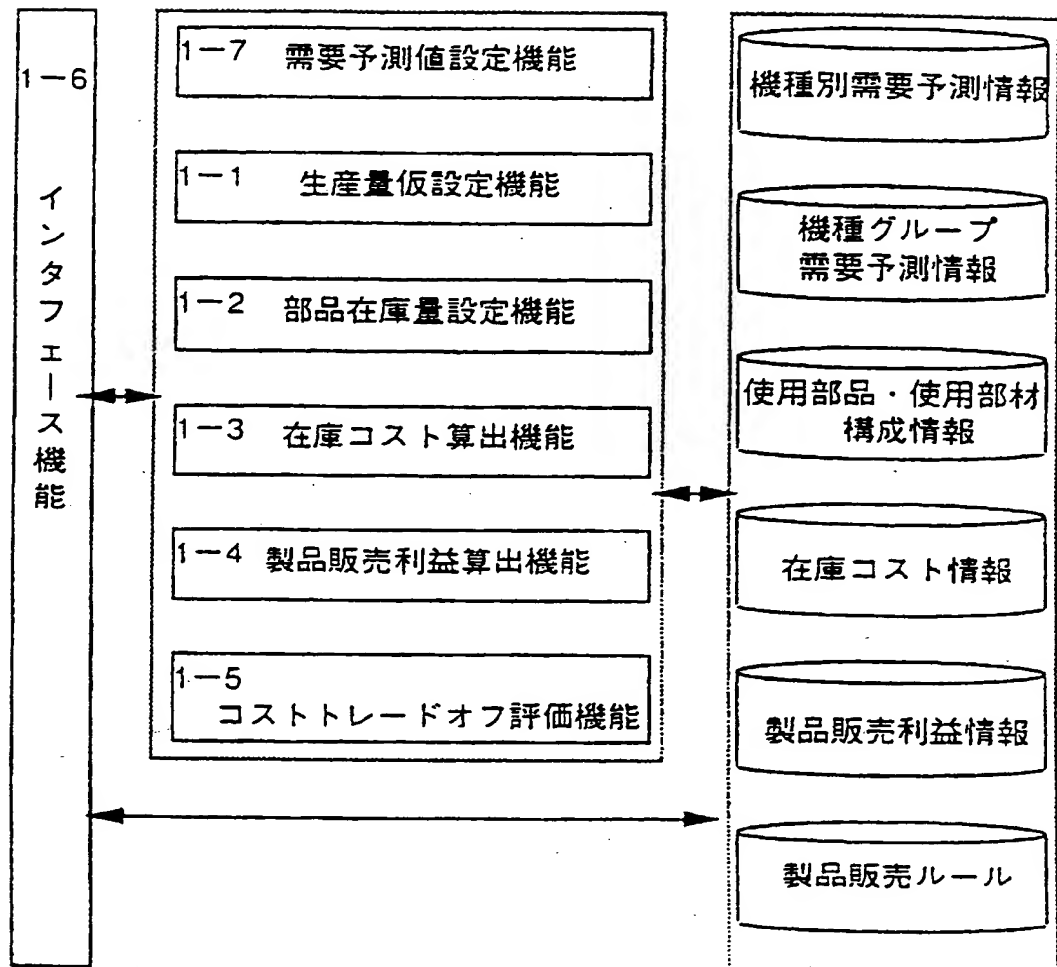 1-6
インタフェース機能
1-7 需要予測値設定機能
1-1 生産量仮設定機能
1-2 部品在庫量設定機能
1-3 在庫コスト算出機能
1-4 製品販売利益算出機能
1-5
コストトレードオフ評価機能
機種別需要予測情報
機種グループ
需要予測情報
使用部品・使用部材
構成情報
在庫コスト情報
製品販売利益情報
製品販売ルール